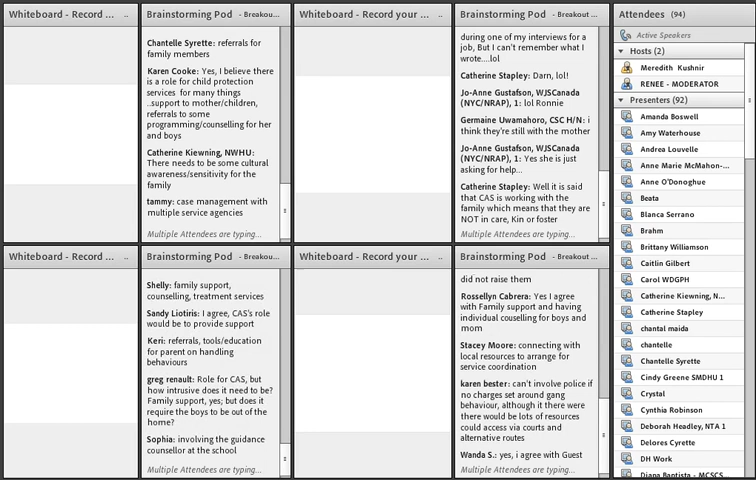 Whiteboard - Record ...
Brainstorming Pod - Breakou...
Chantelle Syrette: referrals for
family members
Karen Cooke: Yes, I believe there
is a role for child protection
services for many things
..support to mother/children,
referrals to some
programming/counselling for her
and boys
Catherine Kiewning, NWHU:
There needs to be some cultural
awareness/sensitivity for the
family
tammy: case management with
multiple service agencies
Multiple Attendees are typing...
Whiteboard - Record your ...
Brainstorming Pod - Breakout ...
during one of my interviews for a
job, But I can't remember what I
wrote....lol
Catherine Stapley: Darn, lol!
Jo-Anne Gustafson, WJSCanada
(NYC/NRAP), 1: lol Ronnie
Germaine Uwamahoro, CSC H/N: i
think they're still with the mother
Jo-Anne Gustafson, WJSCanada
(NYC/NRAP), 1: Yes she is just
asking for help...
Catherine Stapley: Well it is said
that CAS is working with the
family which means that they are
NOT in care, Kin or foster
Multiple Attendees are typing...
Whiteboard - Record ...
Brainstorming Pod - Breakou...
Shelly: family support,
counselling, treatment services
Sandy Liotiris: I agree, CAS's role
would be to provide support
Keri: referrals, tools/education
for parent on handling
behaviours
greg renault: Role for CAS, but
how intrusive does it need to be?
Family support, yes; but does it
require the boys to be out of the
home?
Sophia: involving the guidance
counsellor at the school
Multiple Attendees are typing...
Whiteboard - Record your ...
Brainstorming Pod - Breakout ...
did not raise them
Rossellyn Cabrera: Yes I agree
with Family support and having
individual couselling for boys and
mom
Stacey Moore: connecting with
local resources to arrange for
service coordination
karen bester: can't involve police if
no charges set around gang
behaviour, although it there were
there would be lots of resources
could access via courts and
alternative routes
Wanda S.: yes, i agree with Guest
Multiple Attendees are typing...
Attendees (94)
Active Speakers
Hosts (2)
Meredith Kushnir
RENEE - MODERATOR
Presenters (92)
Amanda Boswell
Amy Waterhouse
Andrea Louvelle
Anne Marie McMahon-...
Anne O'Donoghue
Beata
Blanca Serrano
Brahm
Brittany Williamson
Caitlin Gilbert
Carol WDGPH
Catherine Kiewning, N...
Catherine Stapley
chantal maida
chantelle
Chantelle Syrette
Cindy Greene SMDHU 1
Crystal
Cynthia Robinson
Deborah Headley, NTA 1
Delores Cyrette
DH Work
Diana Baptista - MCSCS...